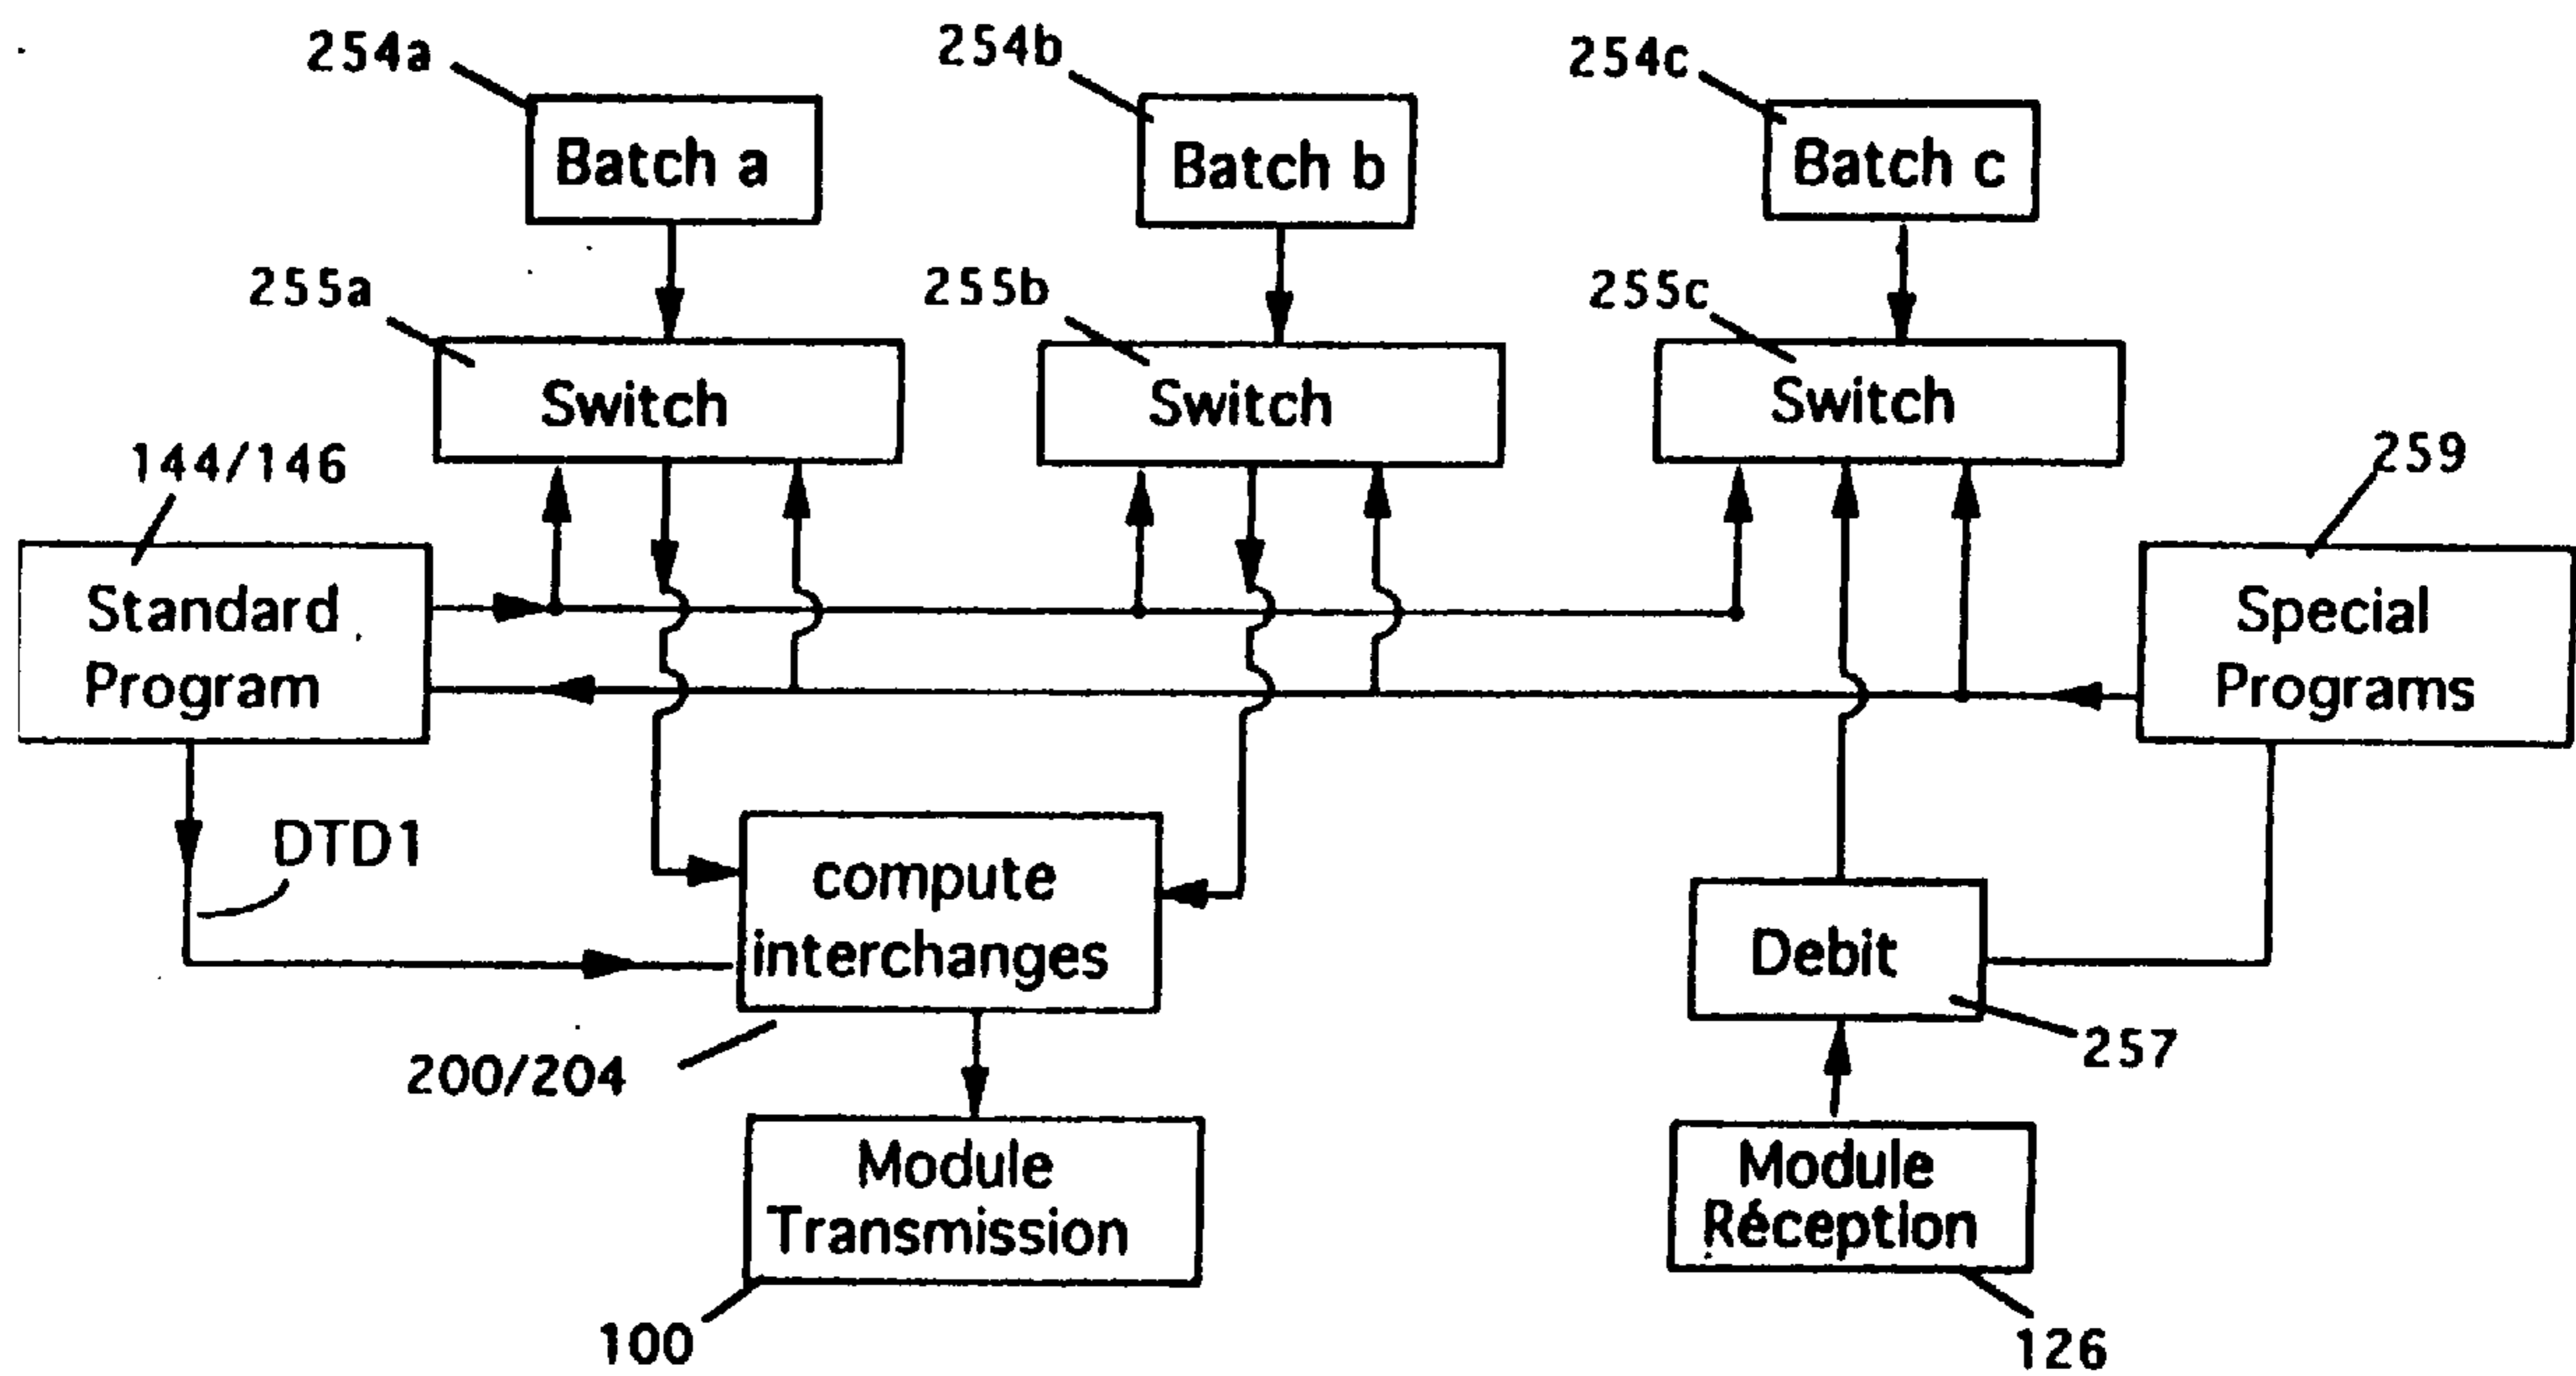 254a
254b
254c
Batch a
Batch b
Batch c
255a
255b
255c
Switch
Switch
Switch
144/146
259
Standard
Program
Special
Programs
DTD1
compute
interchanges
Debit
200/204
257
Module
Transmission
Module
Réception
100
126